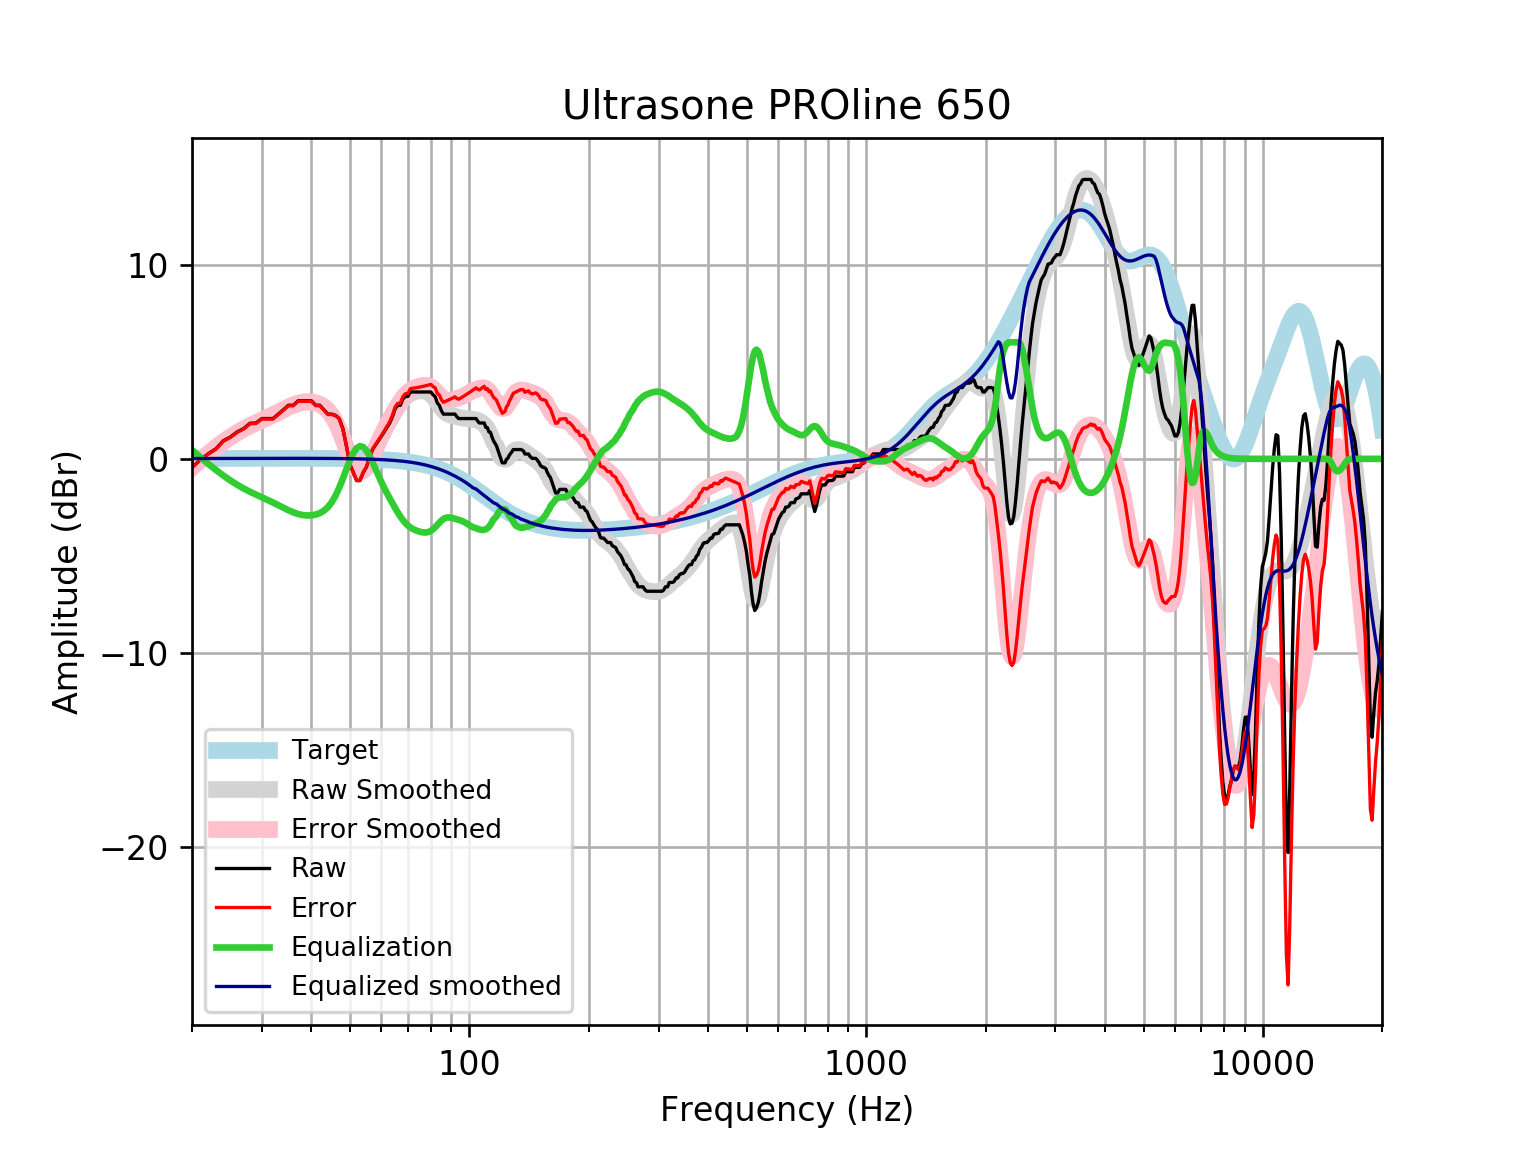 Ultrasone PROline 650
Amplitude (dBr)
10
0
−10
−20
Target
Raw Smoothed
Error Smoothed
Raw
Error
Equalization
Equalized smoothed
100
1000
10000
Frequency (Hz)